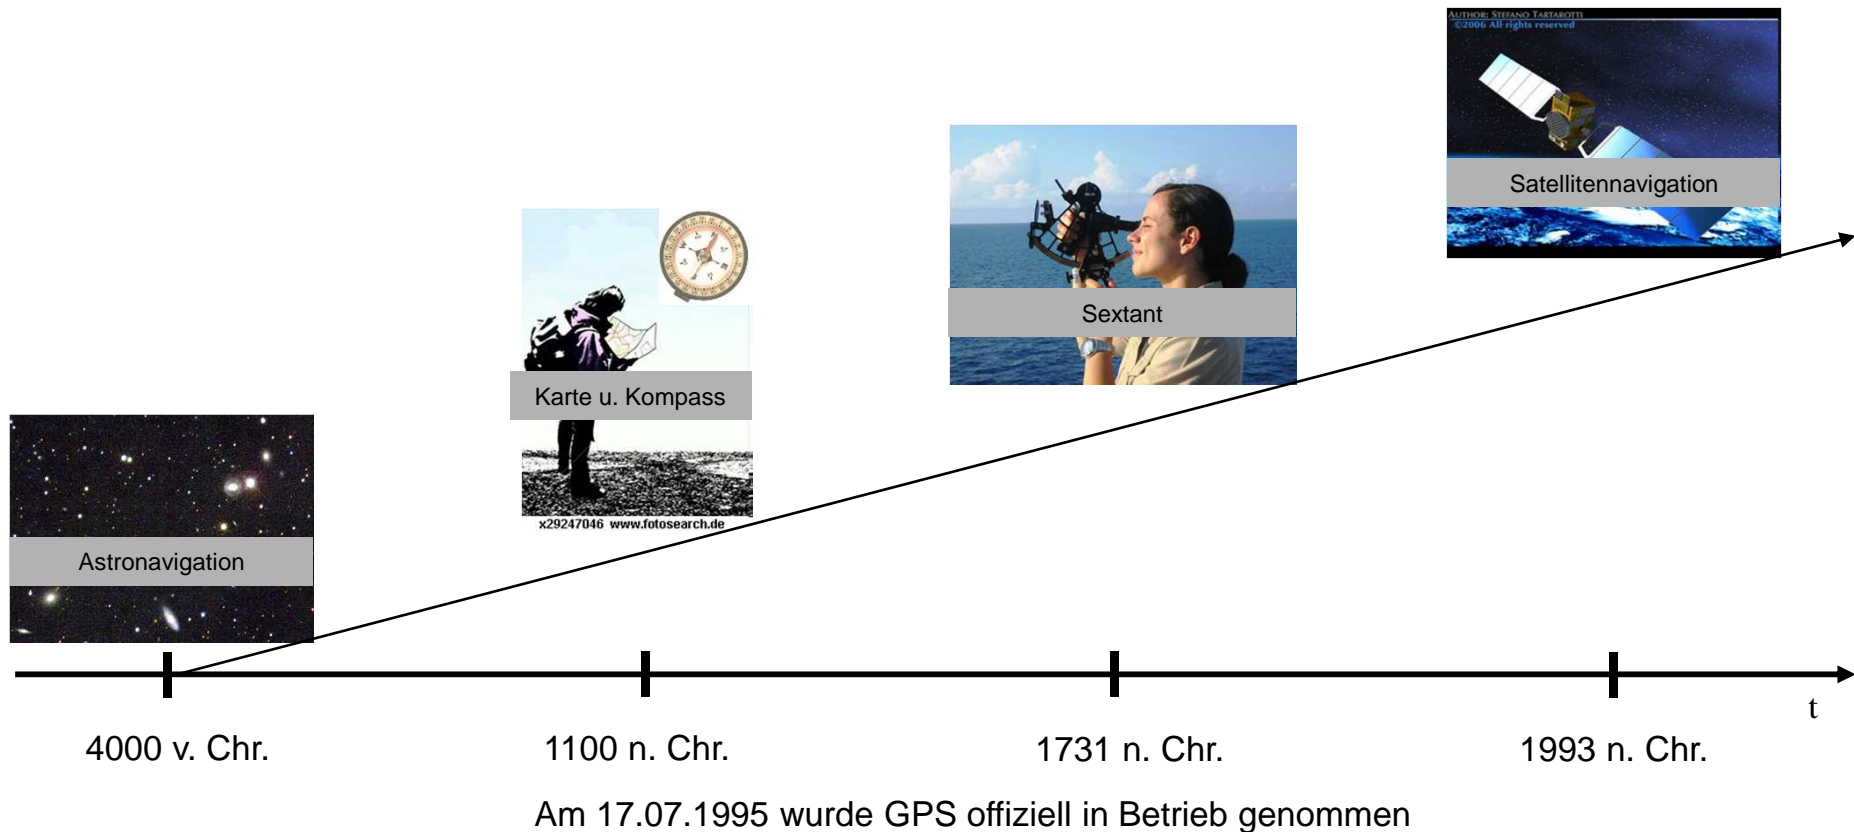 AUTHOR: STEFANO TARTAROTTI
©2006 All rights reserved
Satellitennavigation
Sextant
Karte u. Kompass
x29247046 www.fotosearch.de
Astronavigation
t
4000 v. Chr.
1100 n. Chr.
1731 n. Chr.
1993 n. Chr.
Am 17.07.1995 wurde GPS offiziell in Betrieb genommen